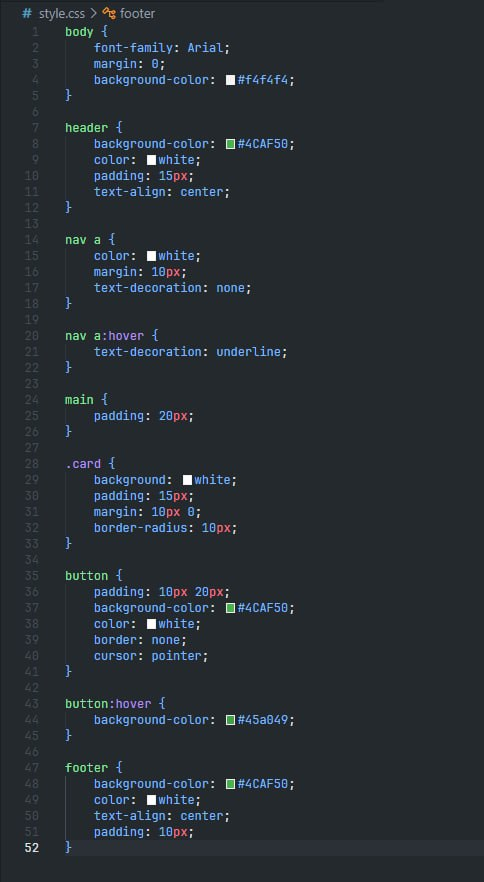 # style.css > footer
1 body {
2 font-family: Arial;
3 margin: 0;
4 background-color: #f4f4f4;
5 }
6
7 header {
8 background-color: #4CAF50;
9 color: white;
10 padding: 15px;
11 text-align: center;
12 }
13
14 nav a {
15 color: white;
16 margin: 10px;
17 text-decoration: none;
18 }
19
20 nav a:hover {
21 text-decoration: underline;
22 }
23
24 main {
25 padding: 20px;
26 }
27
28 .card {
29 background: white;
30 padding: 15px;
31 margin: 10px 0;
32 border-radius: 10px;
33 }
34
35 button {
36 padding: 10px 20px;
37 background-color: #4CAF50;
38 color: white;
39 border: none;
40 cursor: pointer;
41 }
42
43 button:hover {
44 background-color: #45a049;
45 }
46
47 footer {
48 background-color: #4CAF50;
49 color: white;
50 text-align: center;
51 padding: 10px;
52 }